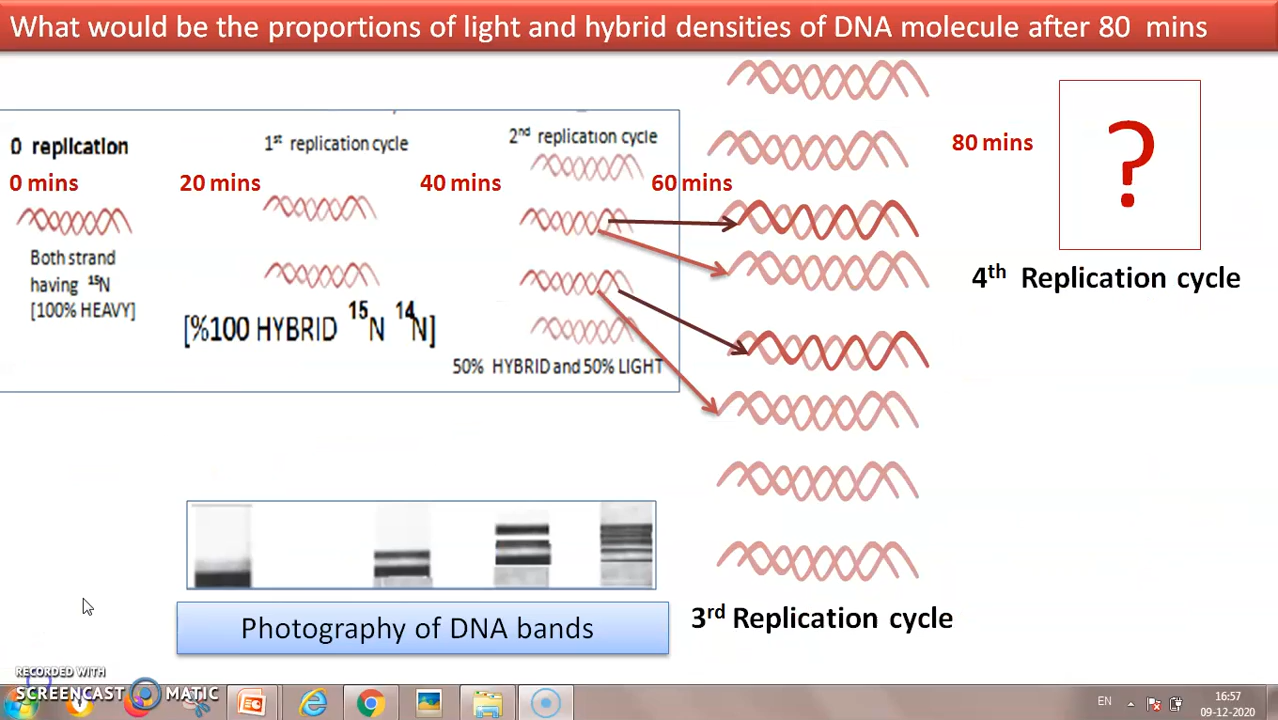 What would be the proportions of light and hybrid densities of DNA molecule after 80 mins
0 replication
0 mins
Both strand
having ¹⁵N
[100% HEAVY]
1ˢᵗ replication cycle
20 mins
[%100 HYBRID ¹⁵N ¹⁴N]
2ⁿᵈ replication cycle
40 mins
50% HYBRID and 50% LIGHT
60 mins
3ʳᵈ Replication cycle
80 mins
?
4ᵗʰ Replication cycle
Photography of DNA bands
RECORDED WITH
SCREENCAST MATIC
EN
16:57
09-12-2020